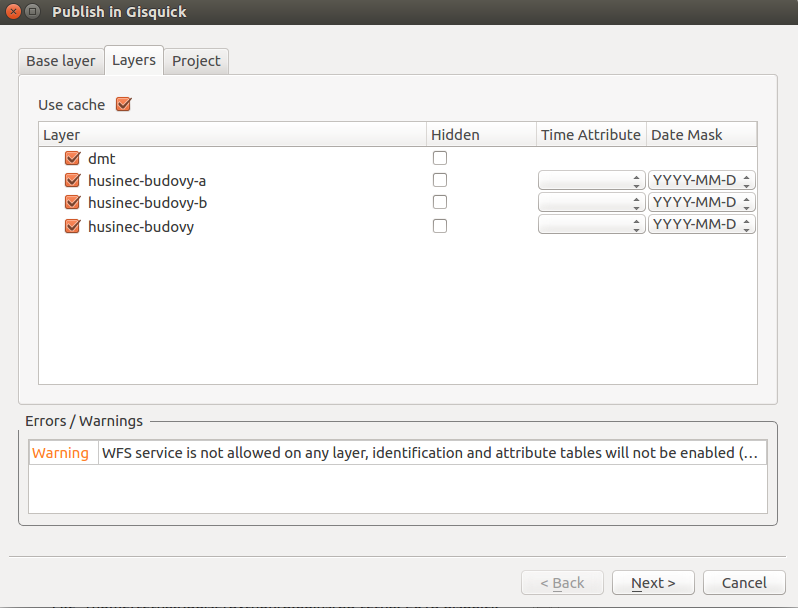 Publish in Gisquick
Base layer Layers Project
Use cache
Layer Hidden Time Attribute Date Mask
dmt
husinec-budovy-a YYYY-MM-D
husinec-budovy-b YYYY-MM-D
husinec-budovy YYYY-MM-D
Errors / Warnings
Warning WFS service is not allowed on any layer, identification and attribute tables will not be enabled (...
< Back Next > Cancel